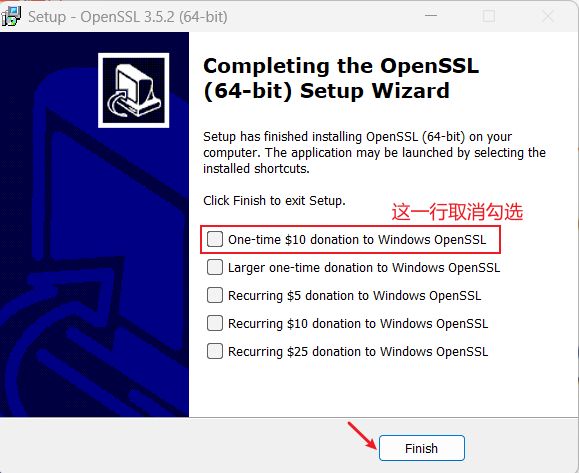 Setup - OpenSSL 3.5.2 (64-bit)
Completing the OpenSSL
(64-bit) Setup Wizard
Setup has finished installing OpenSSL (64-bit) on your
computer. The application may be launched by selecting the
installed shortcuts.
Click Finish to exit Setup.
这一行取消勾选
One-time $10 donation to Windows OpenSSL
Larger one-time donation to Windows OpenSSL
Recurring $5 donation to Windows OpenSSL
Recurring $10 donation to Windows OpenSSL
Recurring $25 donation to Windows OpenSSL
Finish